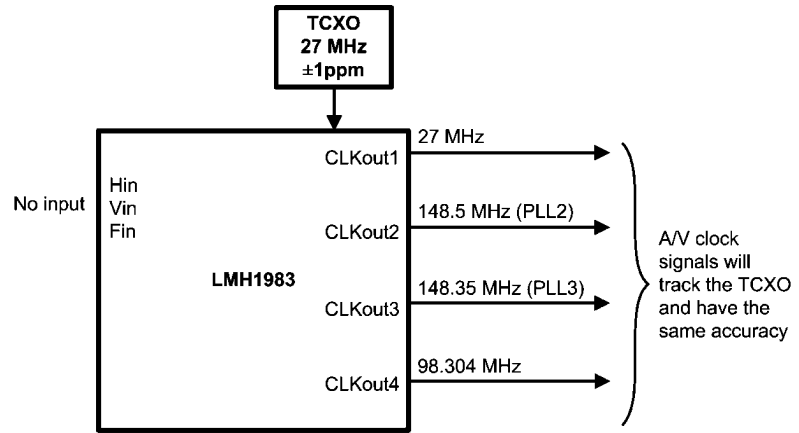 TCXO
27 MHz
±1ppm
No input
Hin
Vin
Fin
LMH1983
CLKout1
27 MHz
CLKout2
148.5 MHz (PLL2)
CLKout3
148.35 MHz (PLL3)
CLKout4
98.304 MHz
A/V clock
signals will
track the TCXO
and have the
same accuracy